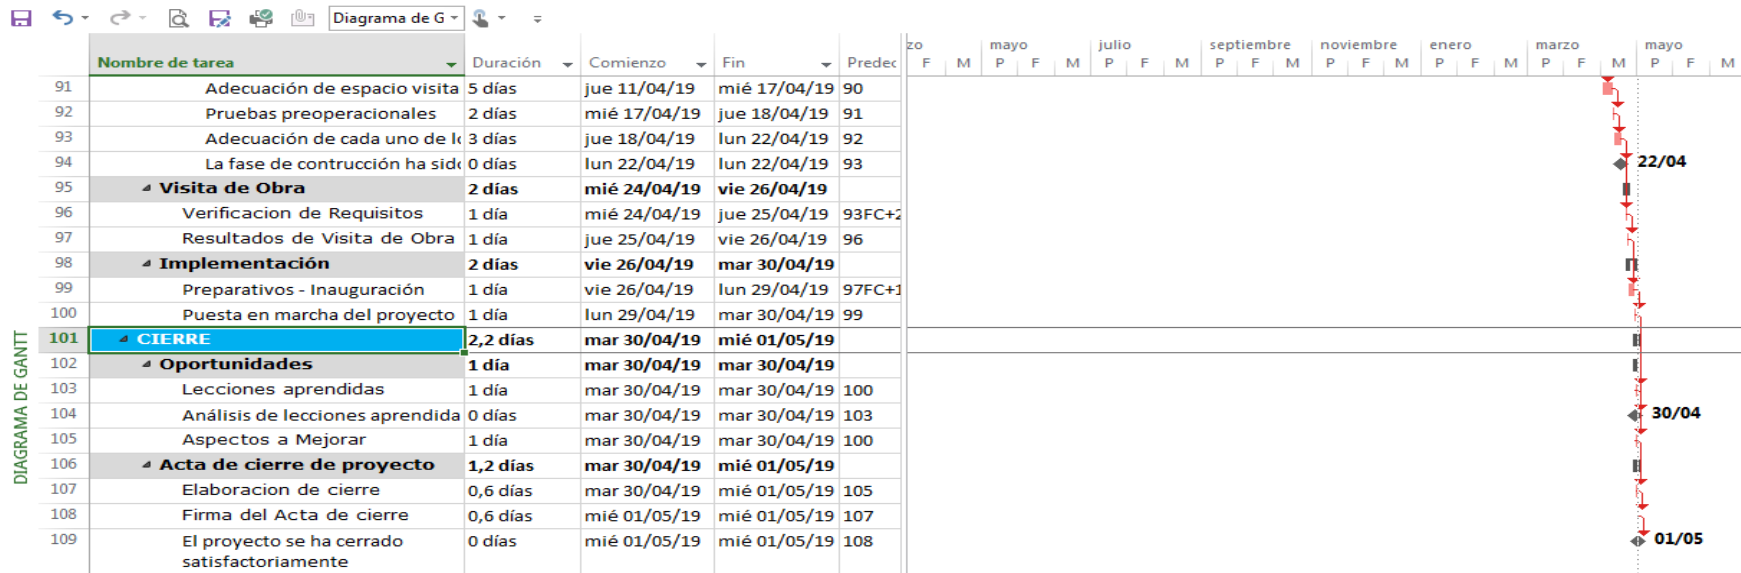 Diagrama de G
Nombre de tarea Duración Comienzo Fin Predec
zo mayo julio septiembre noviembre enero marzo mayo
F M P F M P F M P F M P F M P F M P F M P F M
91 Adecuación de espacio visita 5 días jue 11/04/19 mié 17/04/19 90
92 Pruebas preoperacionales 2 días mié 17/04/19 jue 18/04/19 91
93 Adecuación de cada uno de lo 3 días jue 18/04/19 lun 22/04/19 92
94 La fase de contrucción ha sido 0 días lun 22/04/19 lun 22/04/19 93 22/04
95 Visita de Obra 2 días mié 24/04/19 vie 26/04/19
96 Verificacion de Requisitos 1 día mié 24/04/19 jue 25/04/19 93FC+2
97 Resultados de Visita de Obra 1 día jue 25/04/19 vie 26/04/19 96
98 Implementación 2 días vie 26/04/19 mar 30/04/19
99 Preparativos - Inauguración 1 día vie 26/04/19 lun 29/04/19 97FC+1
100 Puesta en marcha del proyecto 1 día lun 29/04/19 mar 30/04/19 99
101 CIERRE 2,2 días mar 30/04/19 mié 01/05/19
102 Oportunidades 1 día mar 30/04/19 mar 30/04/19
103 Lecciones aprendidas 1 día mar 30/04/19 mar 30/04/19 100
104 Análisis de lecciones aprendida 0 días mar 30/04/19 mar 30/04/19 103 30/04
105 Aspectos a Mejorar 1 día mar 30/04/19 mar 30/04/19 100
106 Acta de cierre de proyecto 1,2 días mar 30/04/19 mié 01/05/19
107 Elaboracion de cierre 0,6 días mar 30/04/19 mié 01/05/19 105
108 Firma del Acta de cierre 0,6 días mié 01/05/19 mié 01/05/19 107
109 El proyecto se ha cerrado 0 días mié 01/05/19 mié 01/05/19 108 01/05
satisfactoriamente
DIAGRAMA DE GANTT